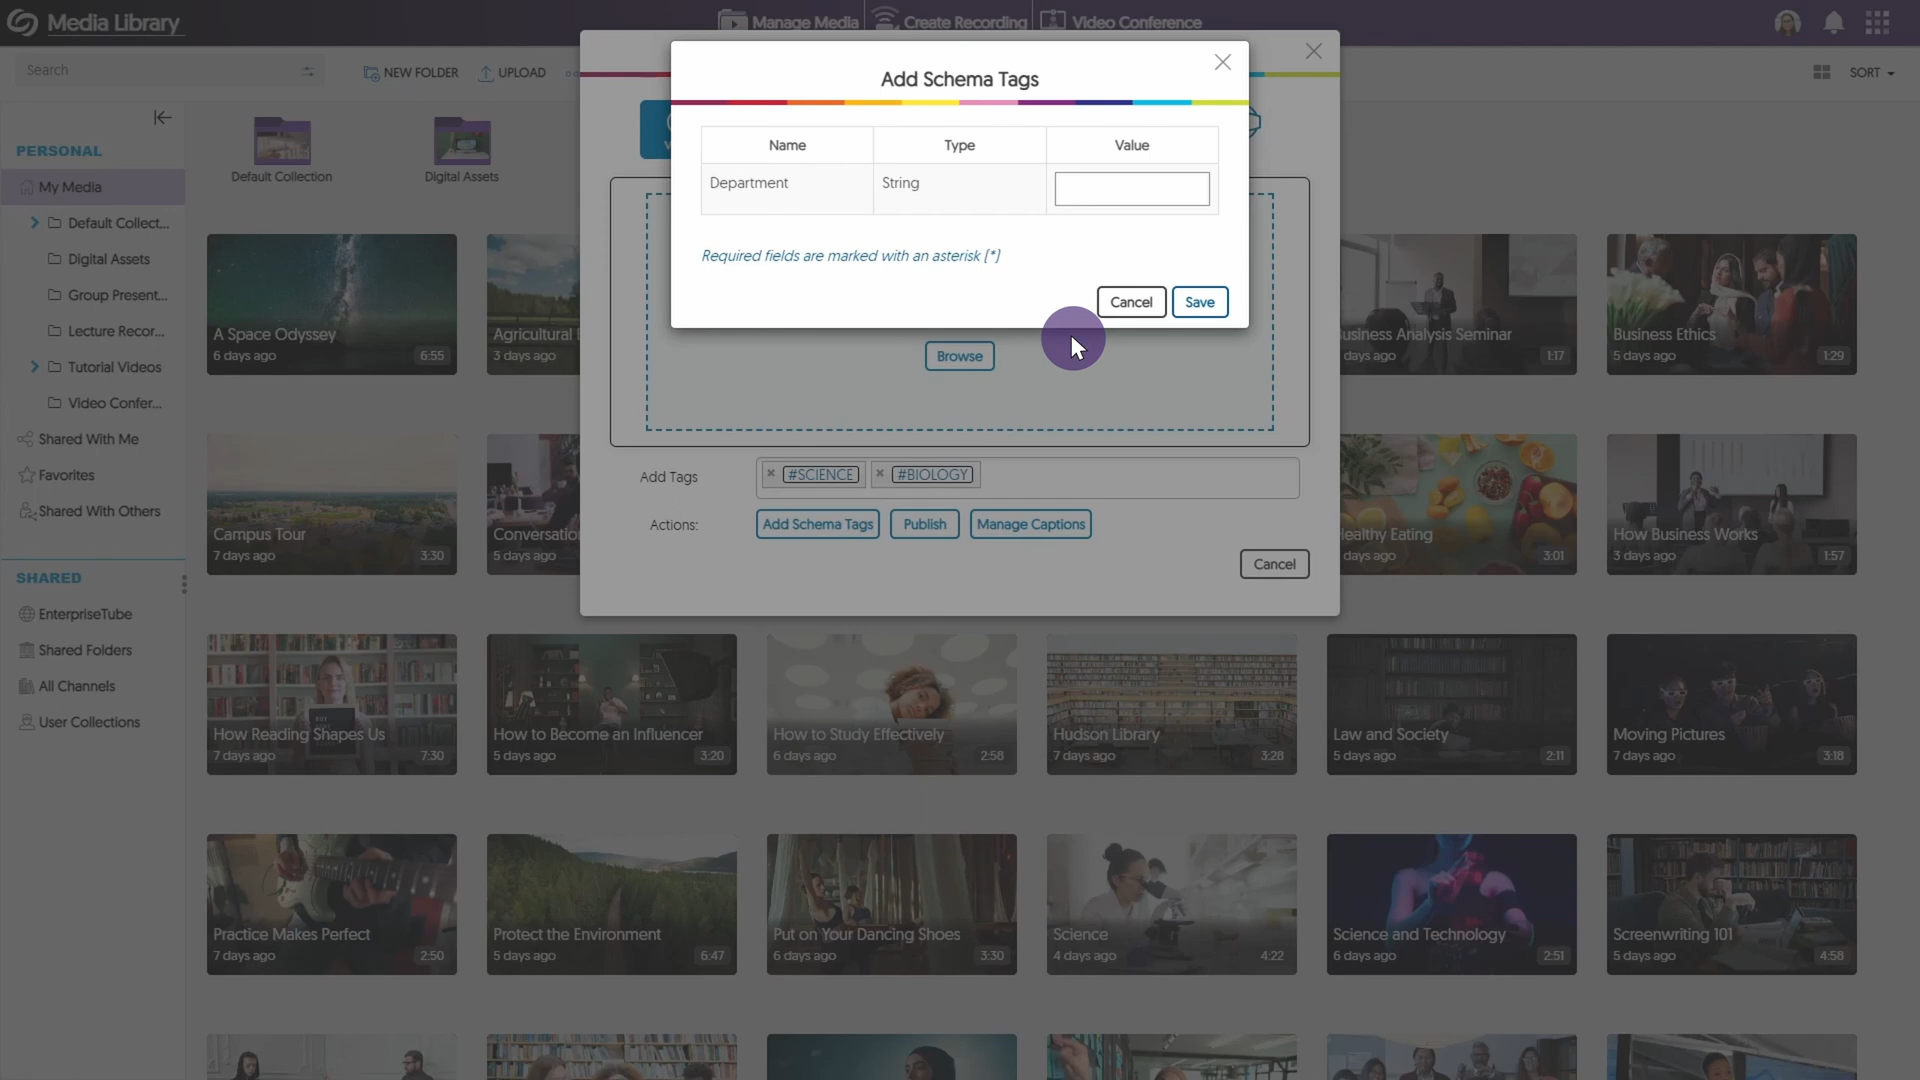 Media Library
Manage Media
Create Recording
Video Conference
Search
NEW FOLDER
UPLOAD
SORT
Add Schema Tags
Name Type Value
Department String
Required fields are marked with an asterisk [*]
Cancel Save
Browse
Add Tags
× #SCIENCE × #BIOLOGY
Actions:
Add Schema Tags Publish Manage Captions
Cancel
PERSONAL
My Media
Default Collect...
Digital Assets
Group Present...
Lecture Recor...
Tutorial Videos
Video Confer...
Shared With Me
Favorites
Shared With Others
SHARED
EnterpriseTube
Shared Folders
All Channels
User Collections
Default Collection
Digital Assets
A Space Odyssey
6 days ago 6:55
Agricultural
3 days ago
usiness Analysis Seminar
days ago 1:17
Business Ethics
5 days ago 1:29
Campus Tour
7 days ago 3:30
Conversatio
5 days ago
ealthy Eating
days ago 3:01
How Business Works
3 days ago 1:57
How Reading Shapes Us
7 days ago 7:30
How to Become an Influencer
5 days ago 3:20
How to Study Effectively
6 days ago 2:58
Hudson Library
7 days ago 3:28
Law and Society
5 days ago 2:11
Moving Pictures
7 days ago 3:18
Practice Makes Perfect
7 days ago 2:50
Protect the Environment
5 days ago 6:47
Put on Your Dancing Shoes
6 days ago 3:30
Science
4 days ago 4:22
Science and Technology
6 days ago 2:51
Screenwriting 101
5 days ago 4:58